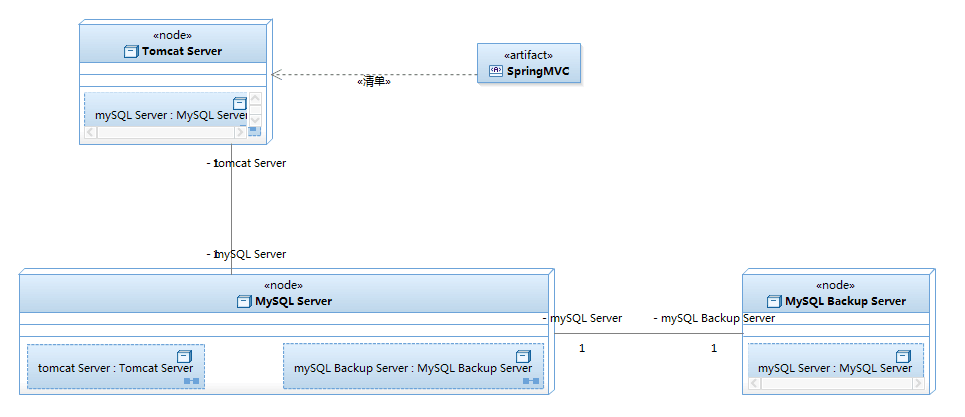 «node»
Tomcat Server
mySQL Server : MySQL Server
«artifact»
SpringMVC
«清单»
- tomcat Server
1
- mySQL Server
1
«node»
MySQL Server
tomcat Server : Tomcat Server
mySQL Backup Server : MySQL Backup Server
- mySQL Server
1
- mySQL Backup Server
1
«node»
MySQL Backup Server
mySQL Server : MySQL Server